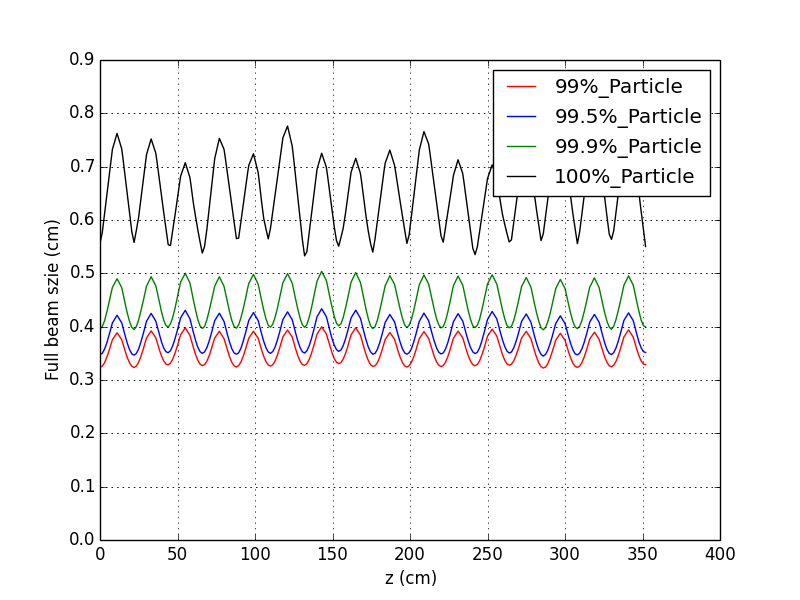 0.9
0.8
0.7
0.6
0.5
0.4
0.3
0.2
0.1
0.0
Full beam szie (cm)
99%_Particle
99.5%_Particle
99.9%_Particle
100%_Particle
0 50 100 150 200 250 300 350 400
z (cm)